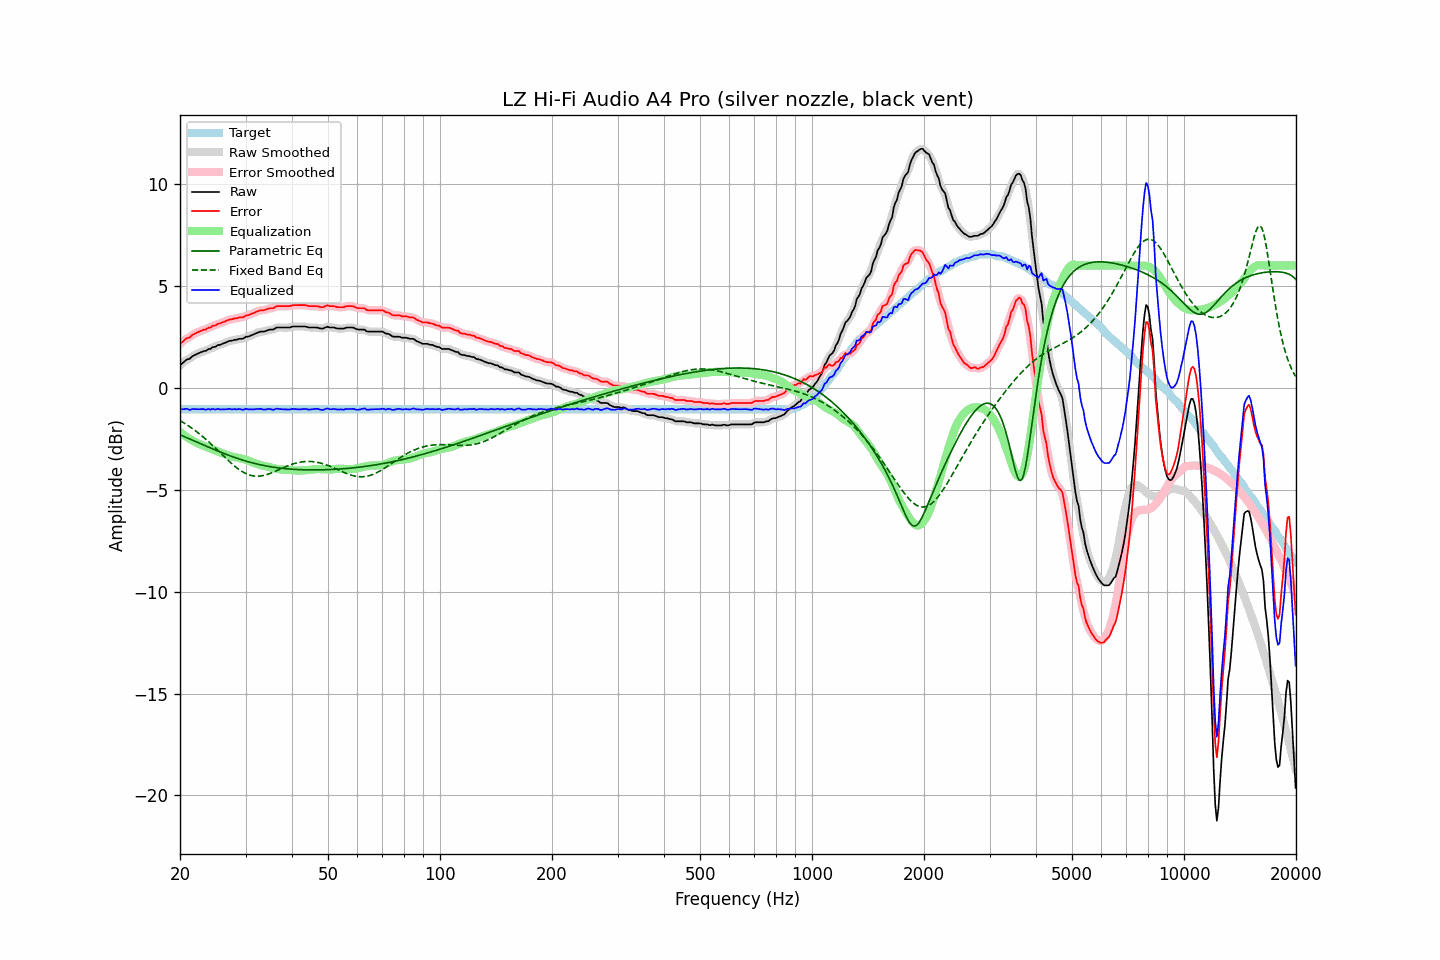 LZ Hi-Fi Audio A4 Pro (silver nozzle, black vent)
Target
Raw Smoothed
Error Smoothed
Raw
Error
Equalization
Parametric Eq
Fixed Band Eq
Equalized
Amplitude (dBr)
10
5
0
−5
−10
−15
−20
20 50 100 200 500 1000 2000 5000 10000 20000
Frequency (Hz)